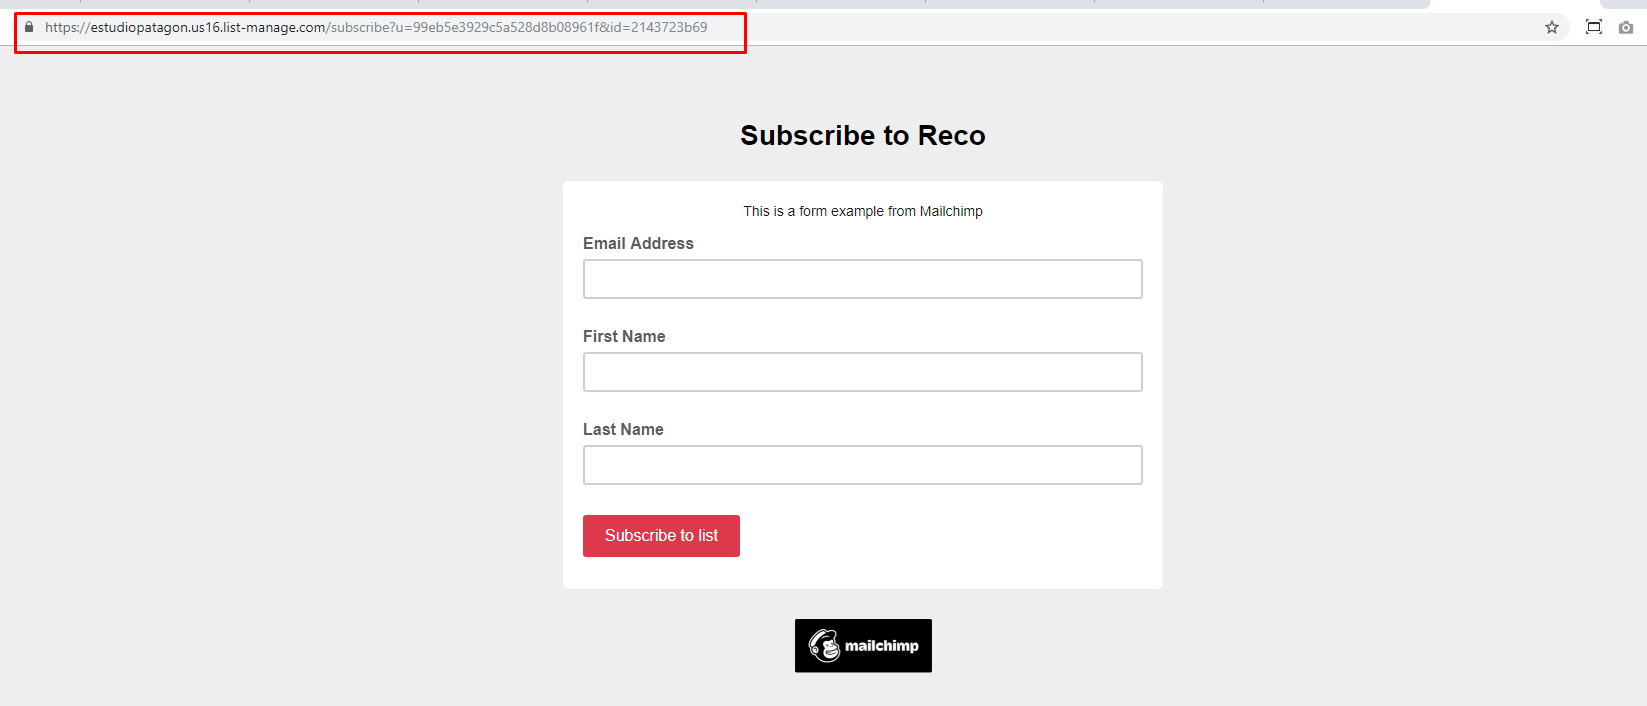 https://estudiopatagon.us16.list-manage.com/subscribe?u=99eb5e3929c5a528d8b08961f&id=2143723b69
Subscribe to Reco
This is a form example from Mailchimp
Email Address
First Name
Last Name
Subscribe to list
mailchimp